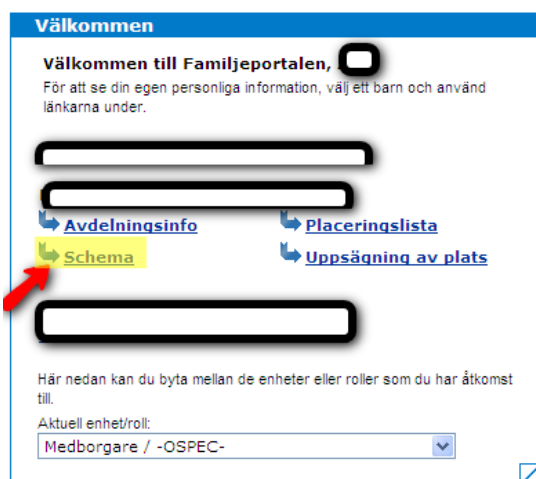 Välkommen
Välkommen till Familjeportalen,
För att se din egen personliga information, välj ett barn och använd
länkarna under.
Avdelningsinfo Placeringslista
Schema Uppsägning av plats
Här nedan kan du byta mellan de enheter eller roller som du har åtkomst
till.
Aktuell enhet/roll:
Medborgare / -OSPEC-